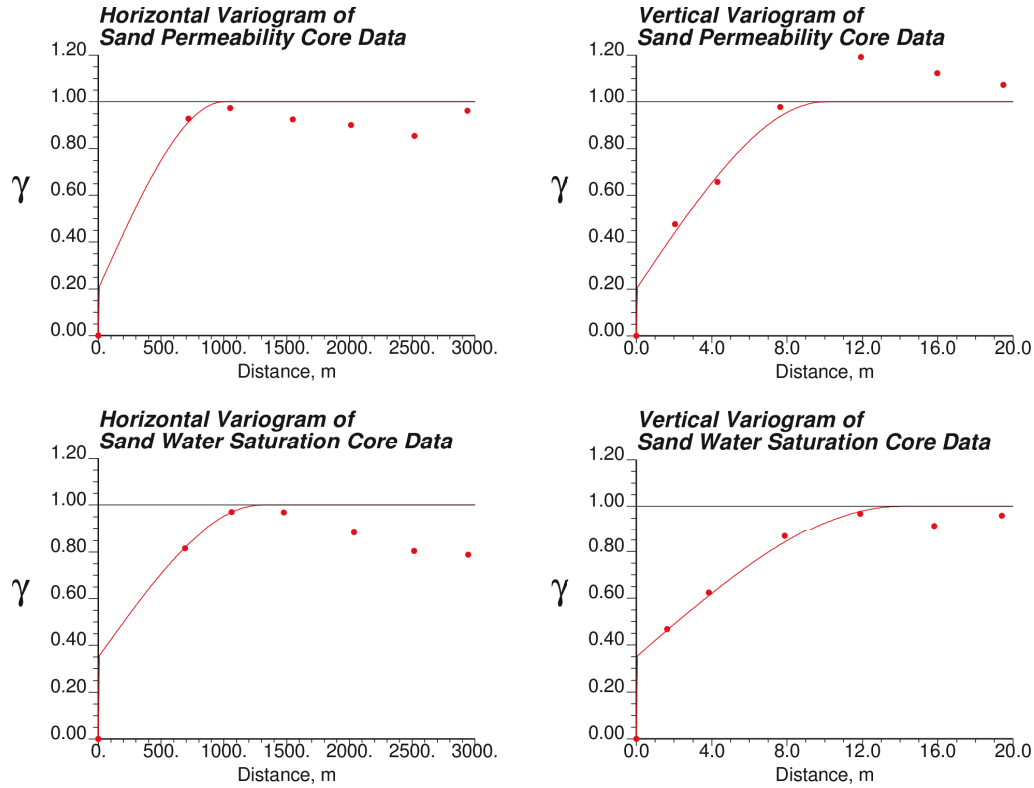 Horizontal Variogram of
Sand Permeability Core Data
1.20
1.00
0.80
0.60
0.40
0.20
0.00
γ
0. 500. 1000. 1500. 2000. 2500. 3000.
Distance, m
Vertical Variogram of
Sand Permeability Core Data
1.20
1.00
0.80
0.60
0.40
0.20
0.00
γ
0.0 4.0 8.0 12.0 16.0 20.0
Distance, m
Horizontal Variogram of
Sand Water Saturation Core Data
1.20
1.00
0.80
0.60
0.40
0.20
0.00
γ
0. 500. 1000. 1500. 2000. 2500. 3000.
Distance, m
Vertical Variogram of
Sand Water Saturation Core Data
1.20
1.00
0.80
0.60
0.40
0.20
0.00
γ
0.0 4.0 8.0 12.0 16.0 20.0
Distance, m